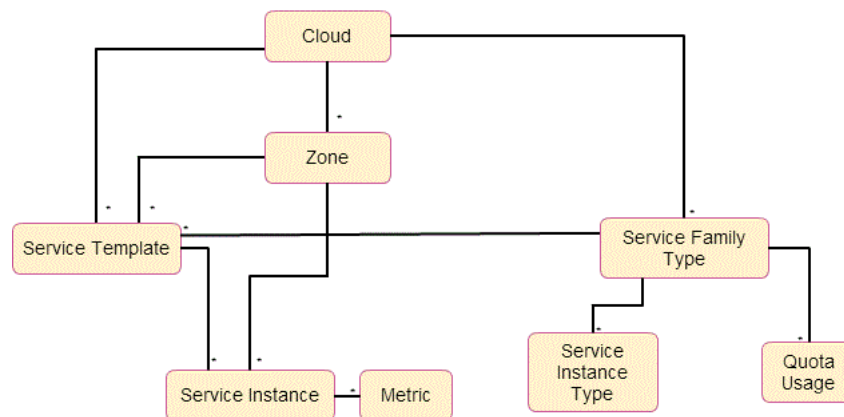 Cloud
*
Zone
*
*
*
*
Service Template
*
Service Family
Type
*
*
*
*
Service
Instance
Type
Quota
Usage
Service Instance
*
Metric